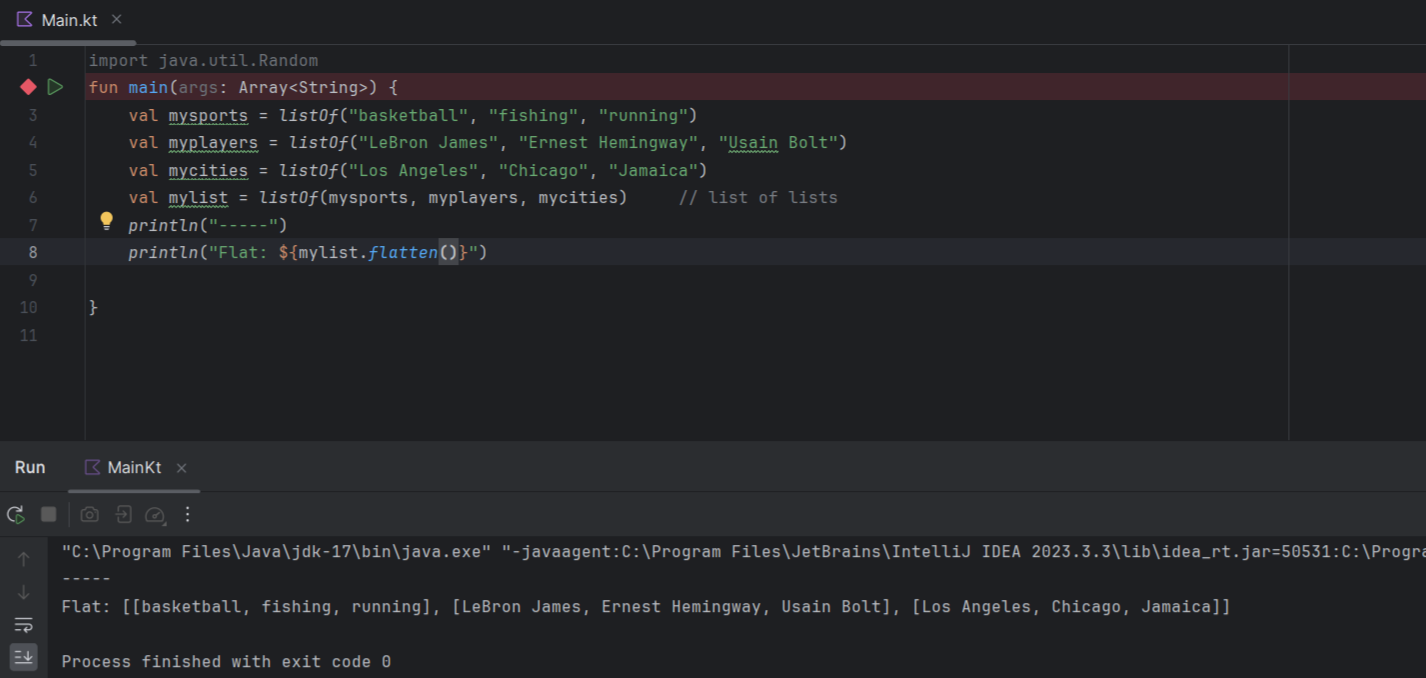 Main.kt
1 import java.util.Random
fun main(args: Array<String>) {
3 val mysports = listOf("basketball", "fishing", "running")
4 val myplayers = listOf("LeBron James", "Ernest Hemingway", "Usain Bolt")
5 val mycities = listOf("Los Angeles", "Chicago", "Jamaica")
6 val mylist = listOf(mysports, myplayers, mycities) // list of lists
7 println("-----")
8 println("Flat: ${mylist.flatten()}")
9
10 }
11
Run MainKt
"C:\Program Files\Java\jdk-17\bin\java.exe" "-javaagent:C:\Program Files\JetBrains\IntelliJ IDEA 2023.3.3\lib\idea_rt.jar=50531:C:\Progra
-----
Flat: [[basketball, fishing, running], [LeBron James, Ernest Hemingway, Usain Bolt], [Los Angeles, Chicago, Jamaica]]
Process finished with exit code 0